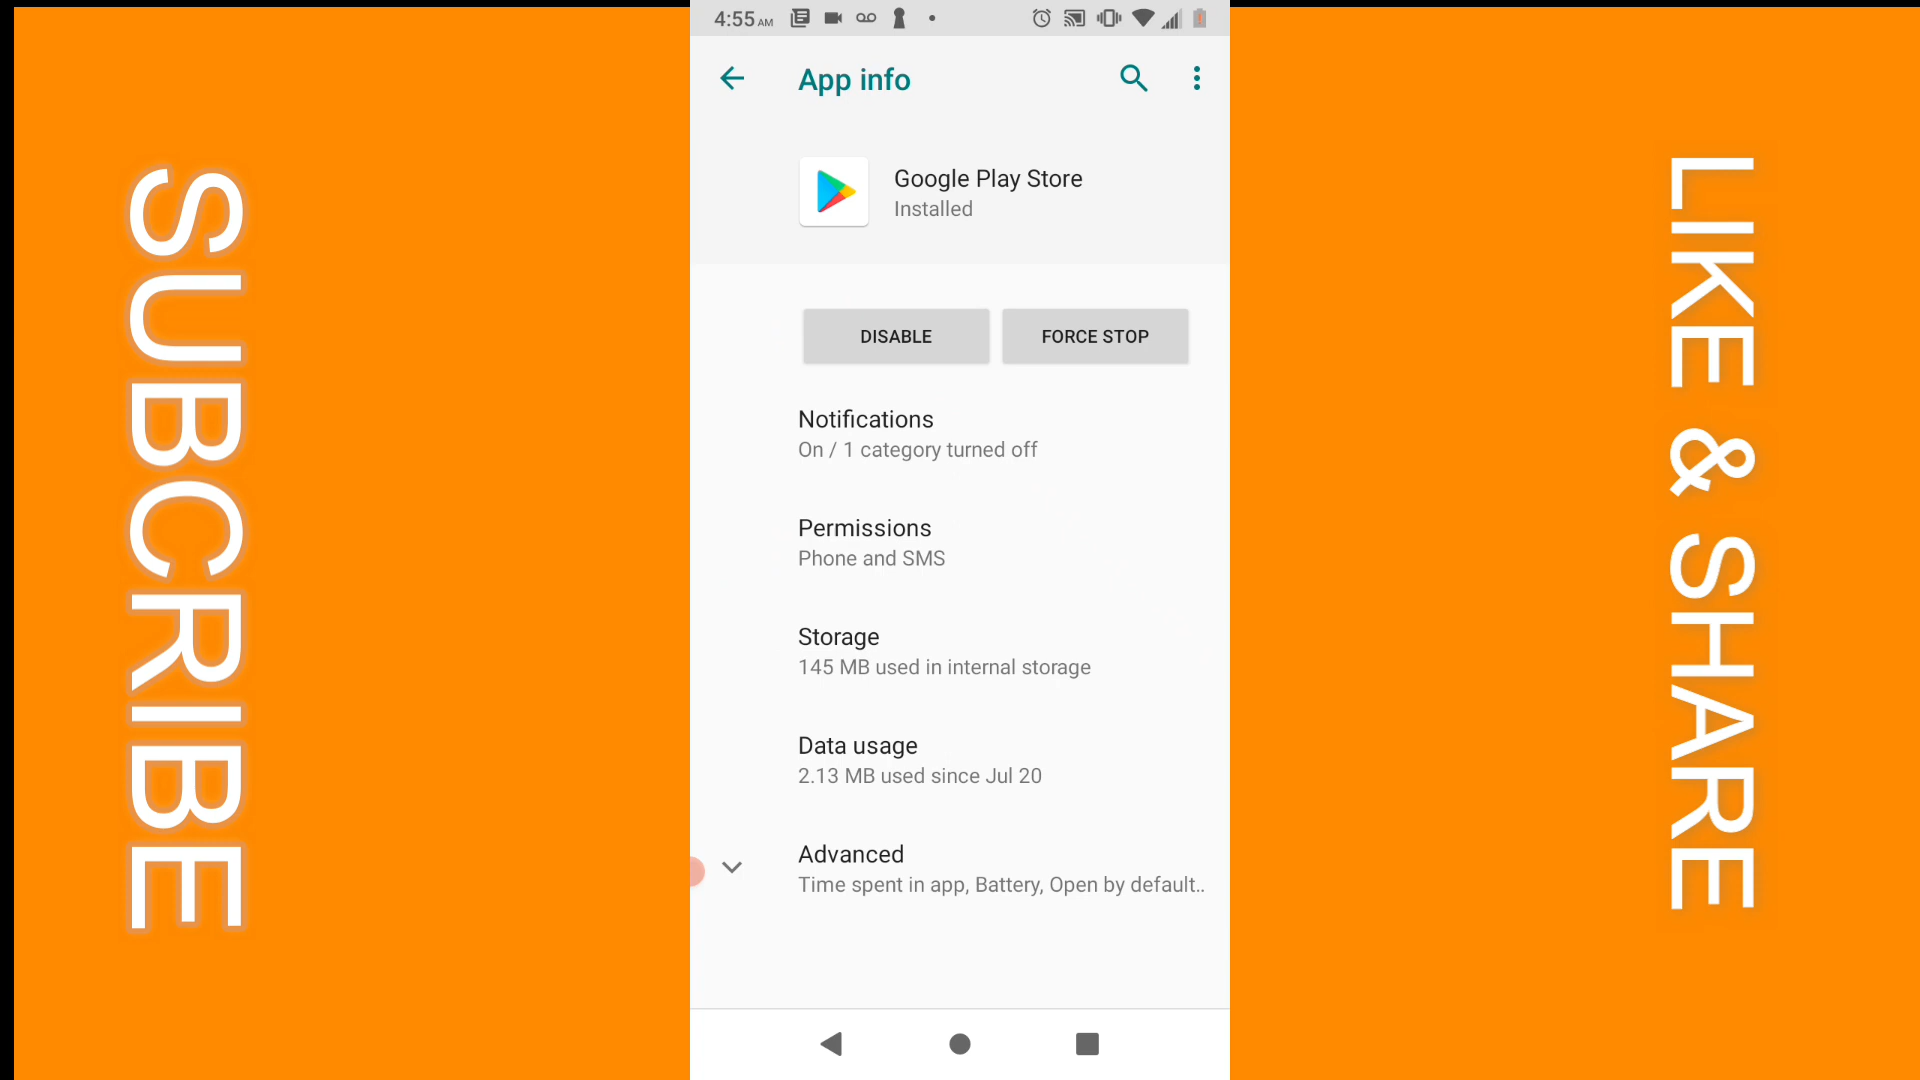 SUBCRIBE
4:55 AM
App info
Google Play Store
Installed
DISABLE
FORCE STOP
Notifications
On / 1 category turned off
Permissions
Phone and SMS
Storage
145 MB used in internal storage
Data usage
2.13 MB used since Jul 20
Advanced
Time spent in app, Battery, Open by default..
LIKE & SHARE